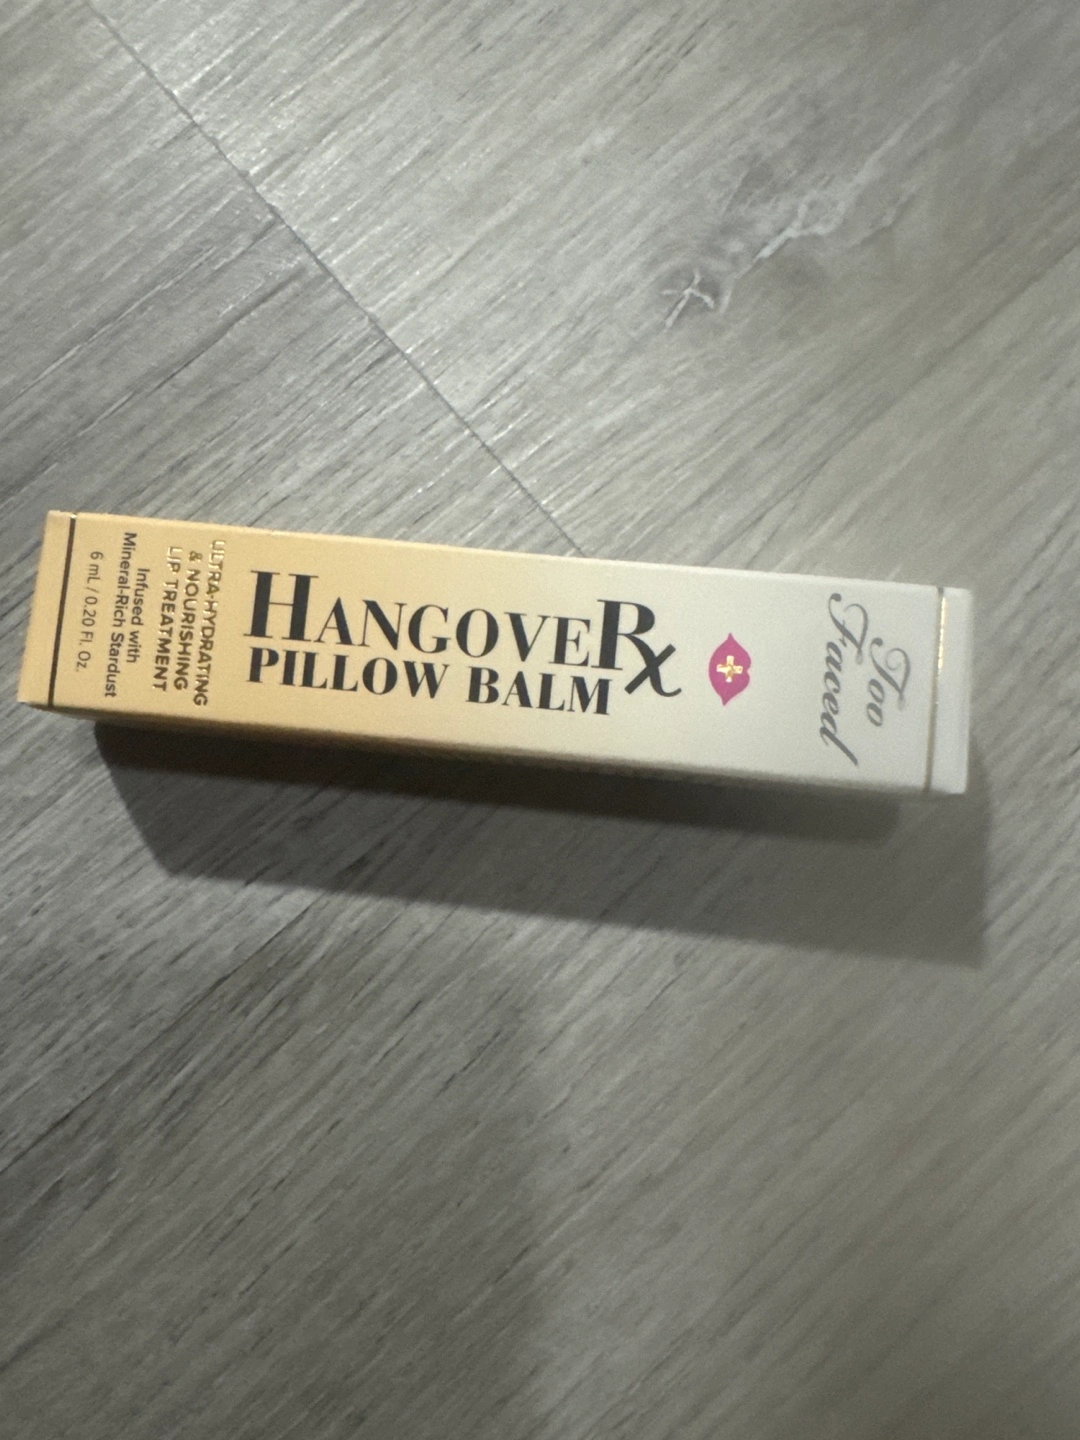 Too
Faced
HANGOVERx
PILLOW BALM
ULTRA-HYDRATING
& NOURISHING
LIP TREATMENT
Infused with
Mineral-Rich Stardust
6 mL / 0.20 Fl. Oz.